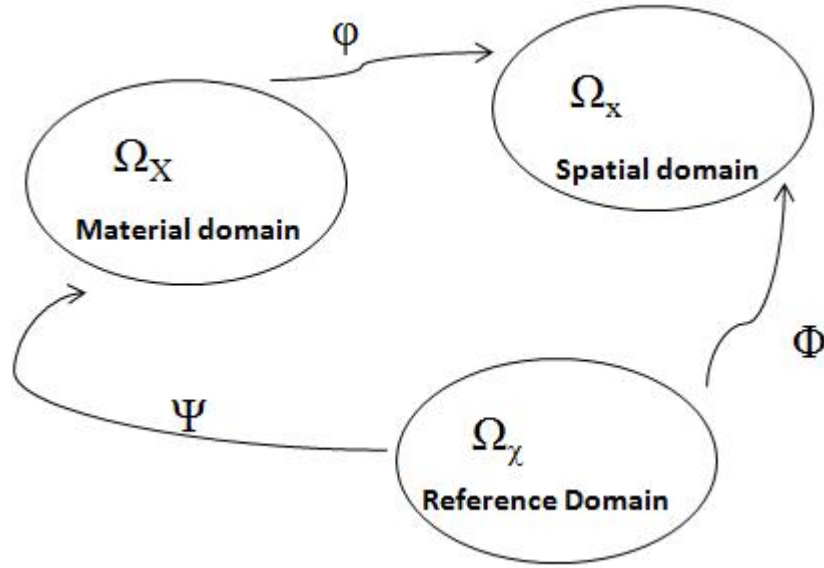 φ
Ω_x
Spatial domain
Ω_X
Material domain
Φ
Ψ
Ω_χ
Reference Domain